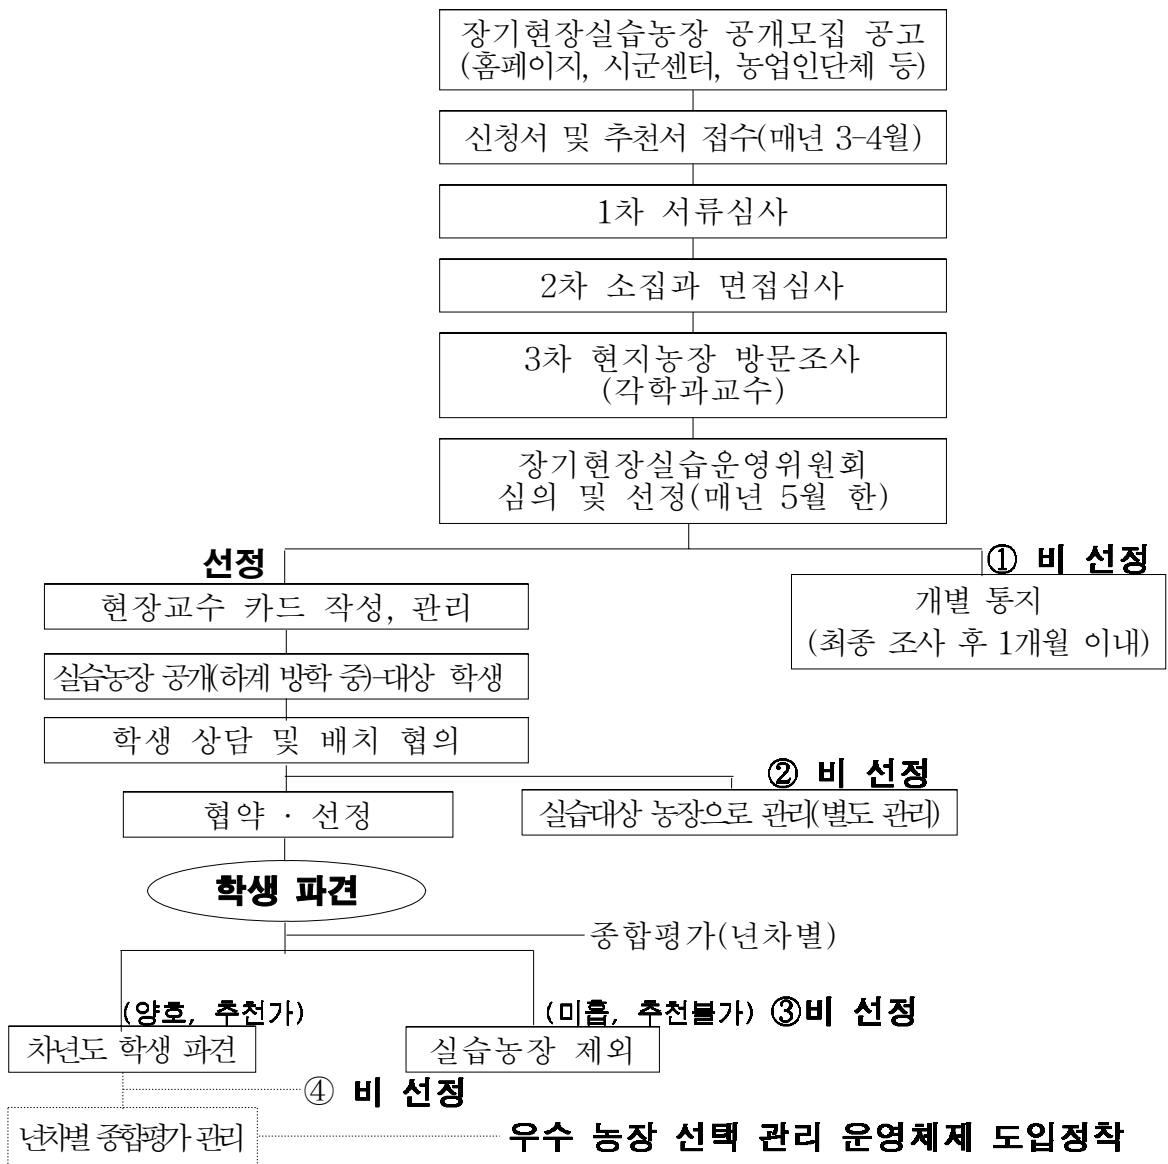 장기현장실습농장 공개모집 공고
(홈페이지, 시군센터, 농업인단체 등)
신청서 및 추천서 접수(매년 3-4월)
1차 서류심사
2차 소집과 면접심사
3차 현지농장 방문조사
(각학과교수)
장기현장실습운영위원회
심의 및 선정(매년 5월 한)
선정
① 비 선정
현장교수 카드 작성, 관리
개별 통지
(최종 조사 후 1개월 이내)
실습농장 공개(하계 방학 중)-대상 학생
학생 상담 및 배치 협의
② 비 선정
협약 · 선정
실습대상 농장으로 관리(별도 관리)
학생 파견
종합평가(년차별)
(양호, 추천가)
(미흡, 추천불가) ③비 선정
차년도 학생 파견
실습농장 제외
④ 비 선정
년차별 종합평가 관리
우수 농장 선택 관리 운영체제 도입정착